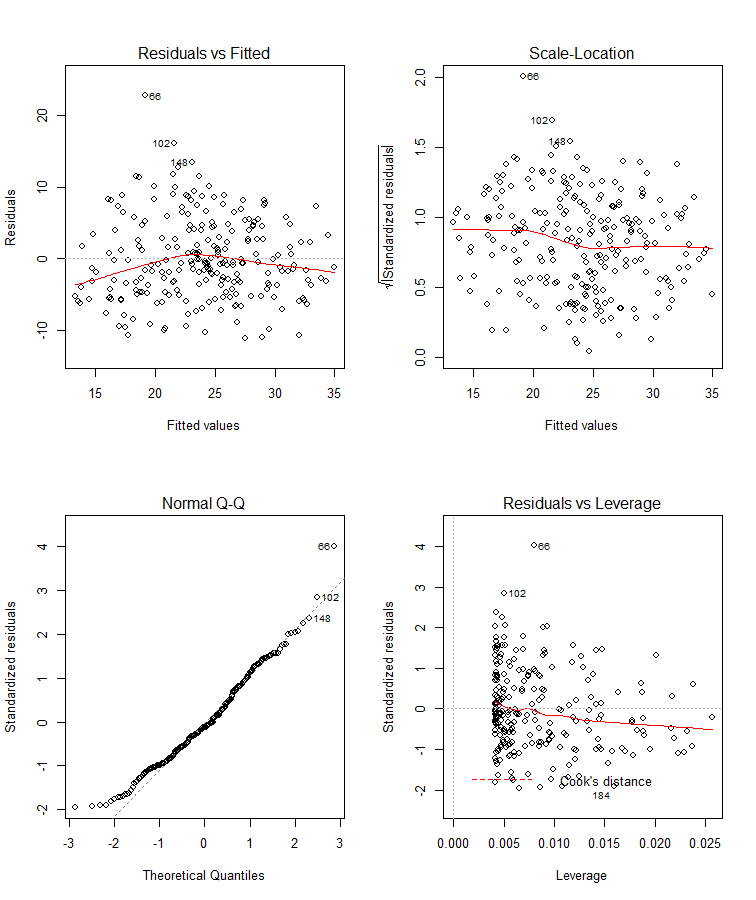 Residuals vs Fitted
Residuals
20
10
0
-10
66
102
148
15 20 25 30 35
Fitted values
Scale-Location
√|Standardized residuals|
2.0
1.5
1.0
0.5
0.0
66
102
148
15 20 25 30 35
Fitted values
Normal Q-Q
Standardized residuals
4
3
2
1
0
-1
-2
66
102
148
-3 -2 -1 0 1 2 3
Theoretical Quantiles
Residuals vs Leverage
Standardized residuals
4
3
2
1
0
-1
-2
66
102
Cook's distance
184
0.000 0.005 0.010 0.015 0.020 0.025
Leverage